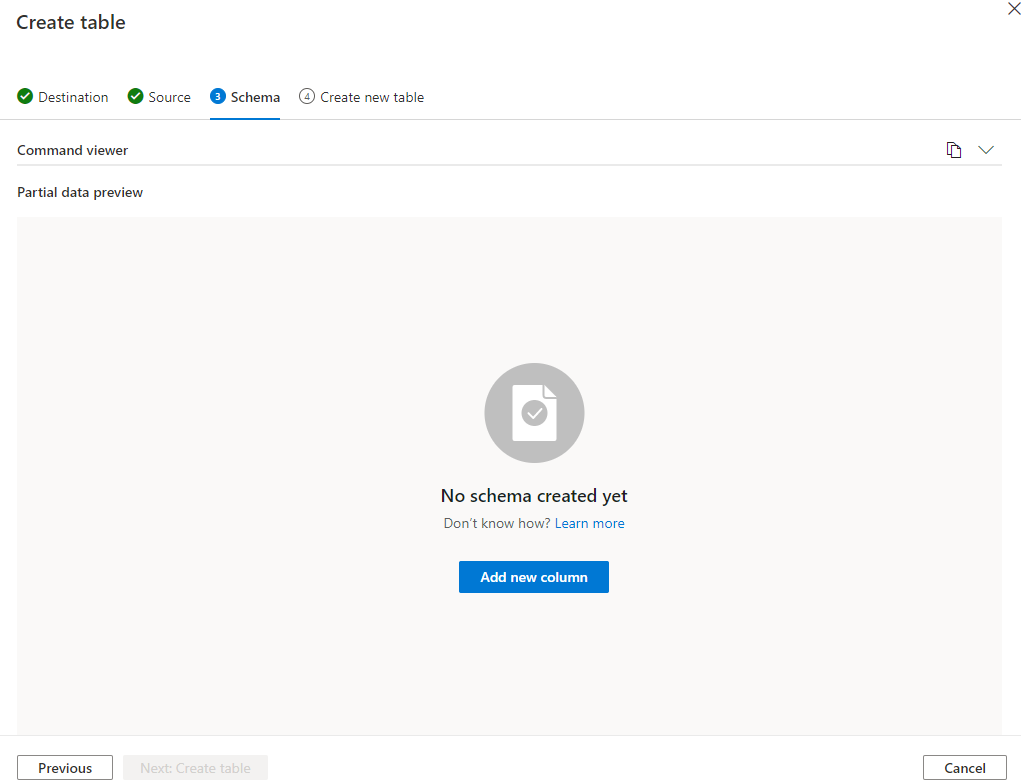 Create table
Destination
Source
3 Schema
4 Create new table
Command viewer
Partial data preview
No schema created yet
Don't know how? Learn more
Add new column
Previous
Next: Create table
Cancel